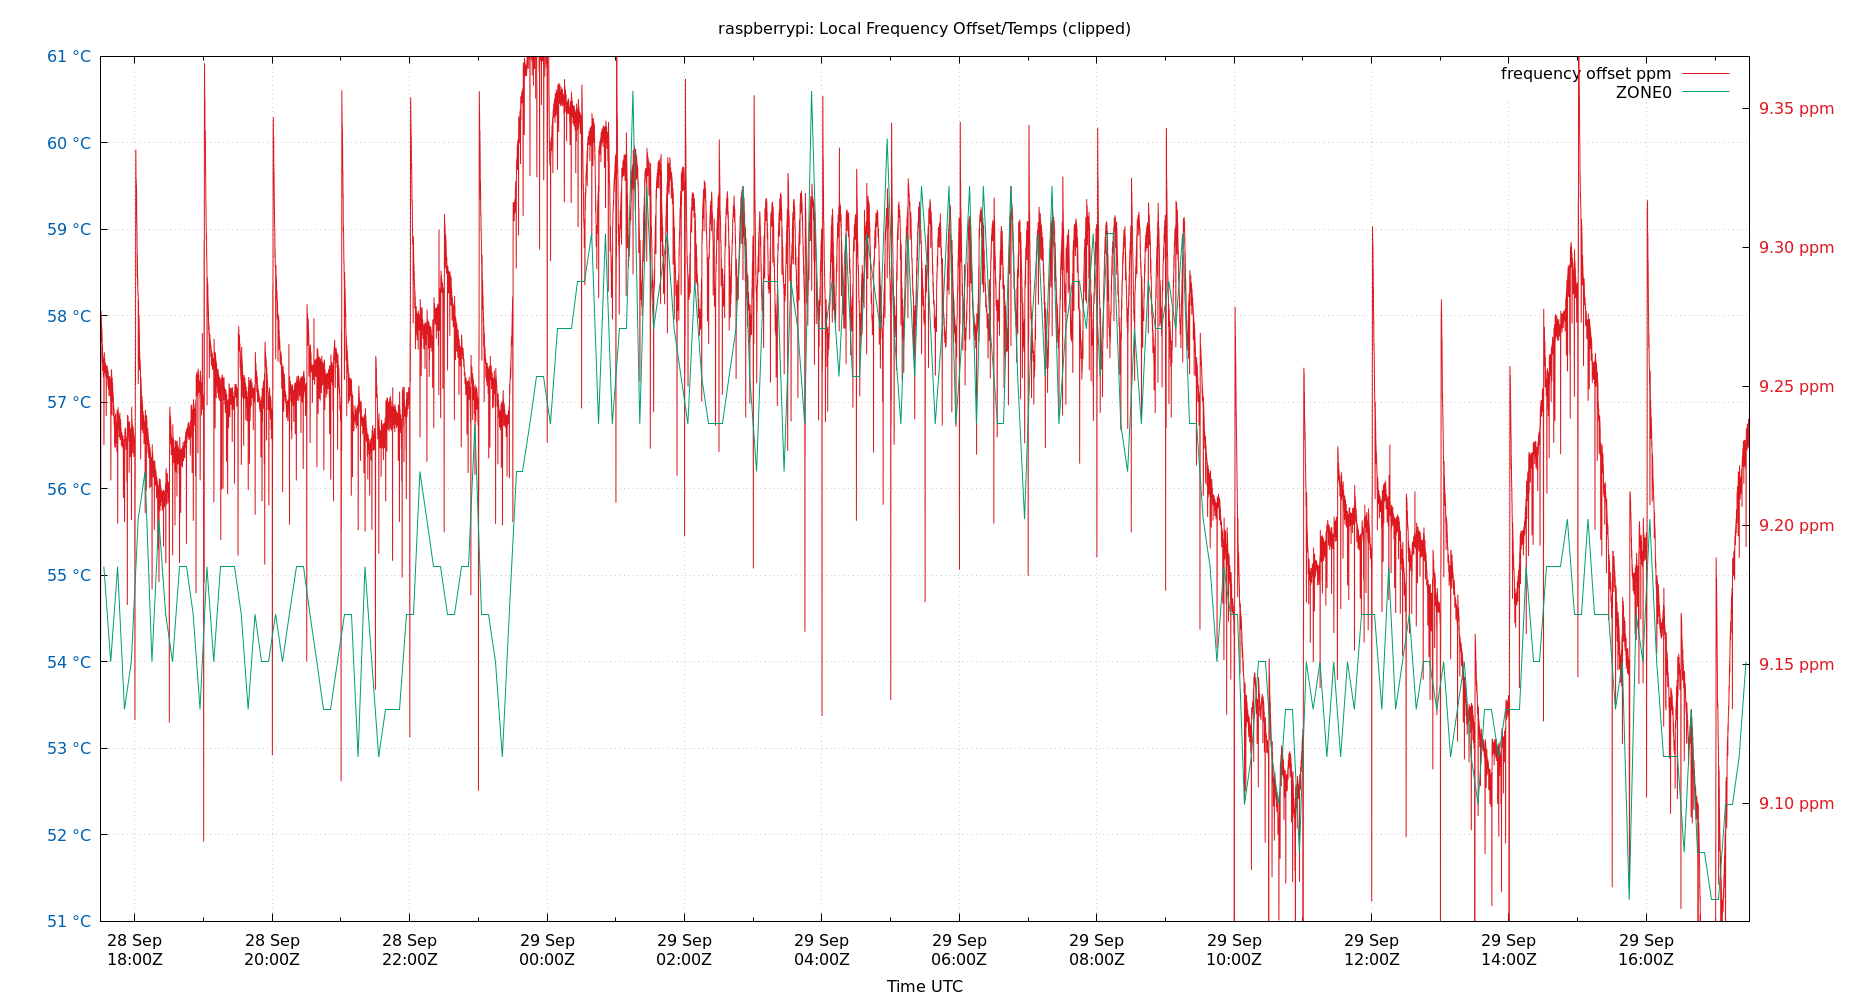 raspberrypi: Local Frequency Offset/Temps (clipped)
61 °C
60 °C
59 °C
58 °C
57 °C
56 °C
55 °C
54 °C
53 °C
52 °C
51 °C
frequency offset ppm
ZONE0
9.35 ppm
9.30 ppm
9.25 ppm
9.20 ppm
9.15 ppm
9.10 ppm
28 Sep 28 Sep 28 Sep 29 Sep 29 Sep 29 Sep 29 Sep 29 Sep 29 Sep 29 Sep 29 Sep 29 Sep
18:00Z 20:00Z 22:00Z 00:00Z 02:00Z 04:00Z 06:00Z 08:00Z 10:00Z 12:00Z 14:00Z 16:00Z
Time UTC